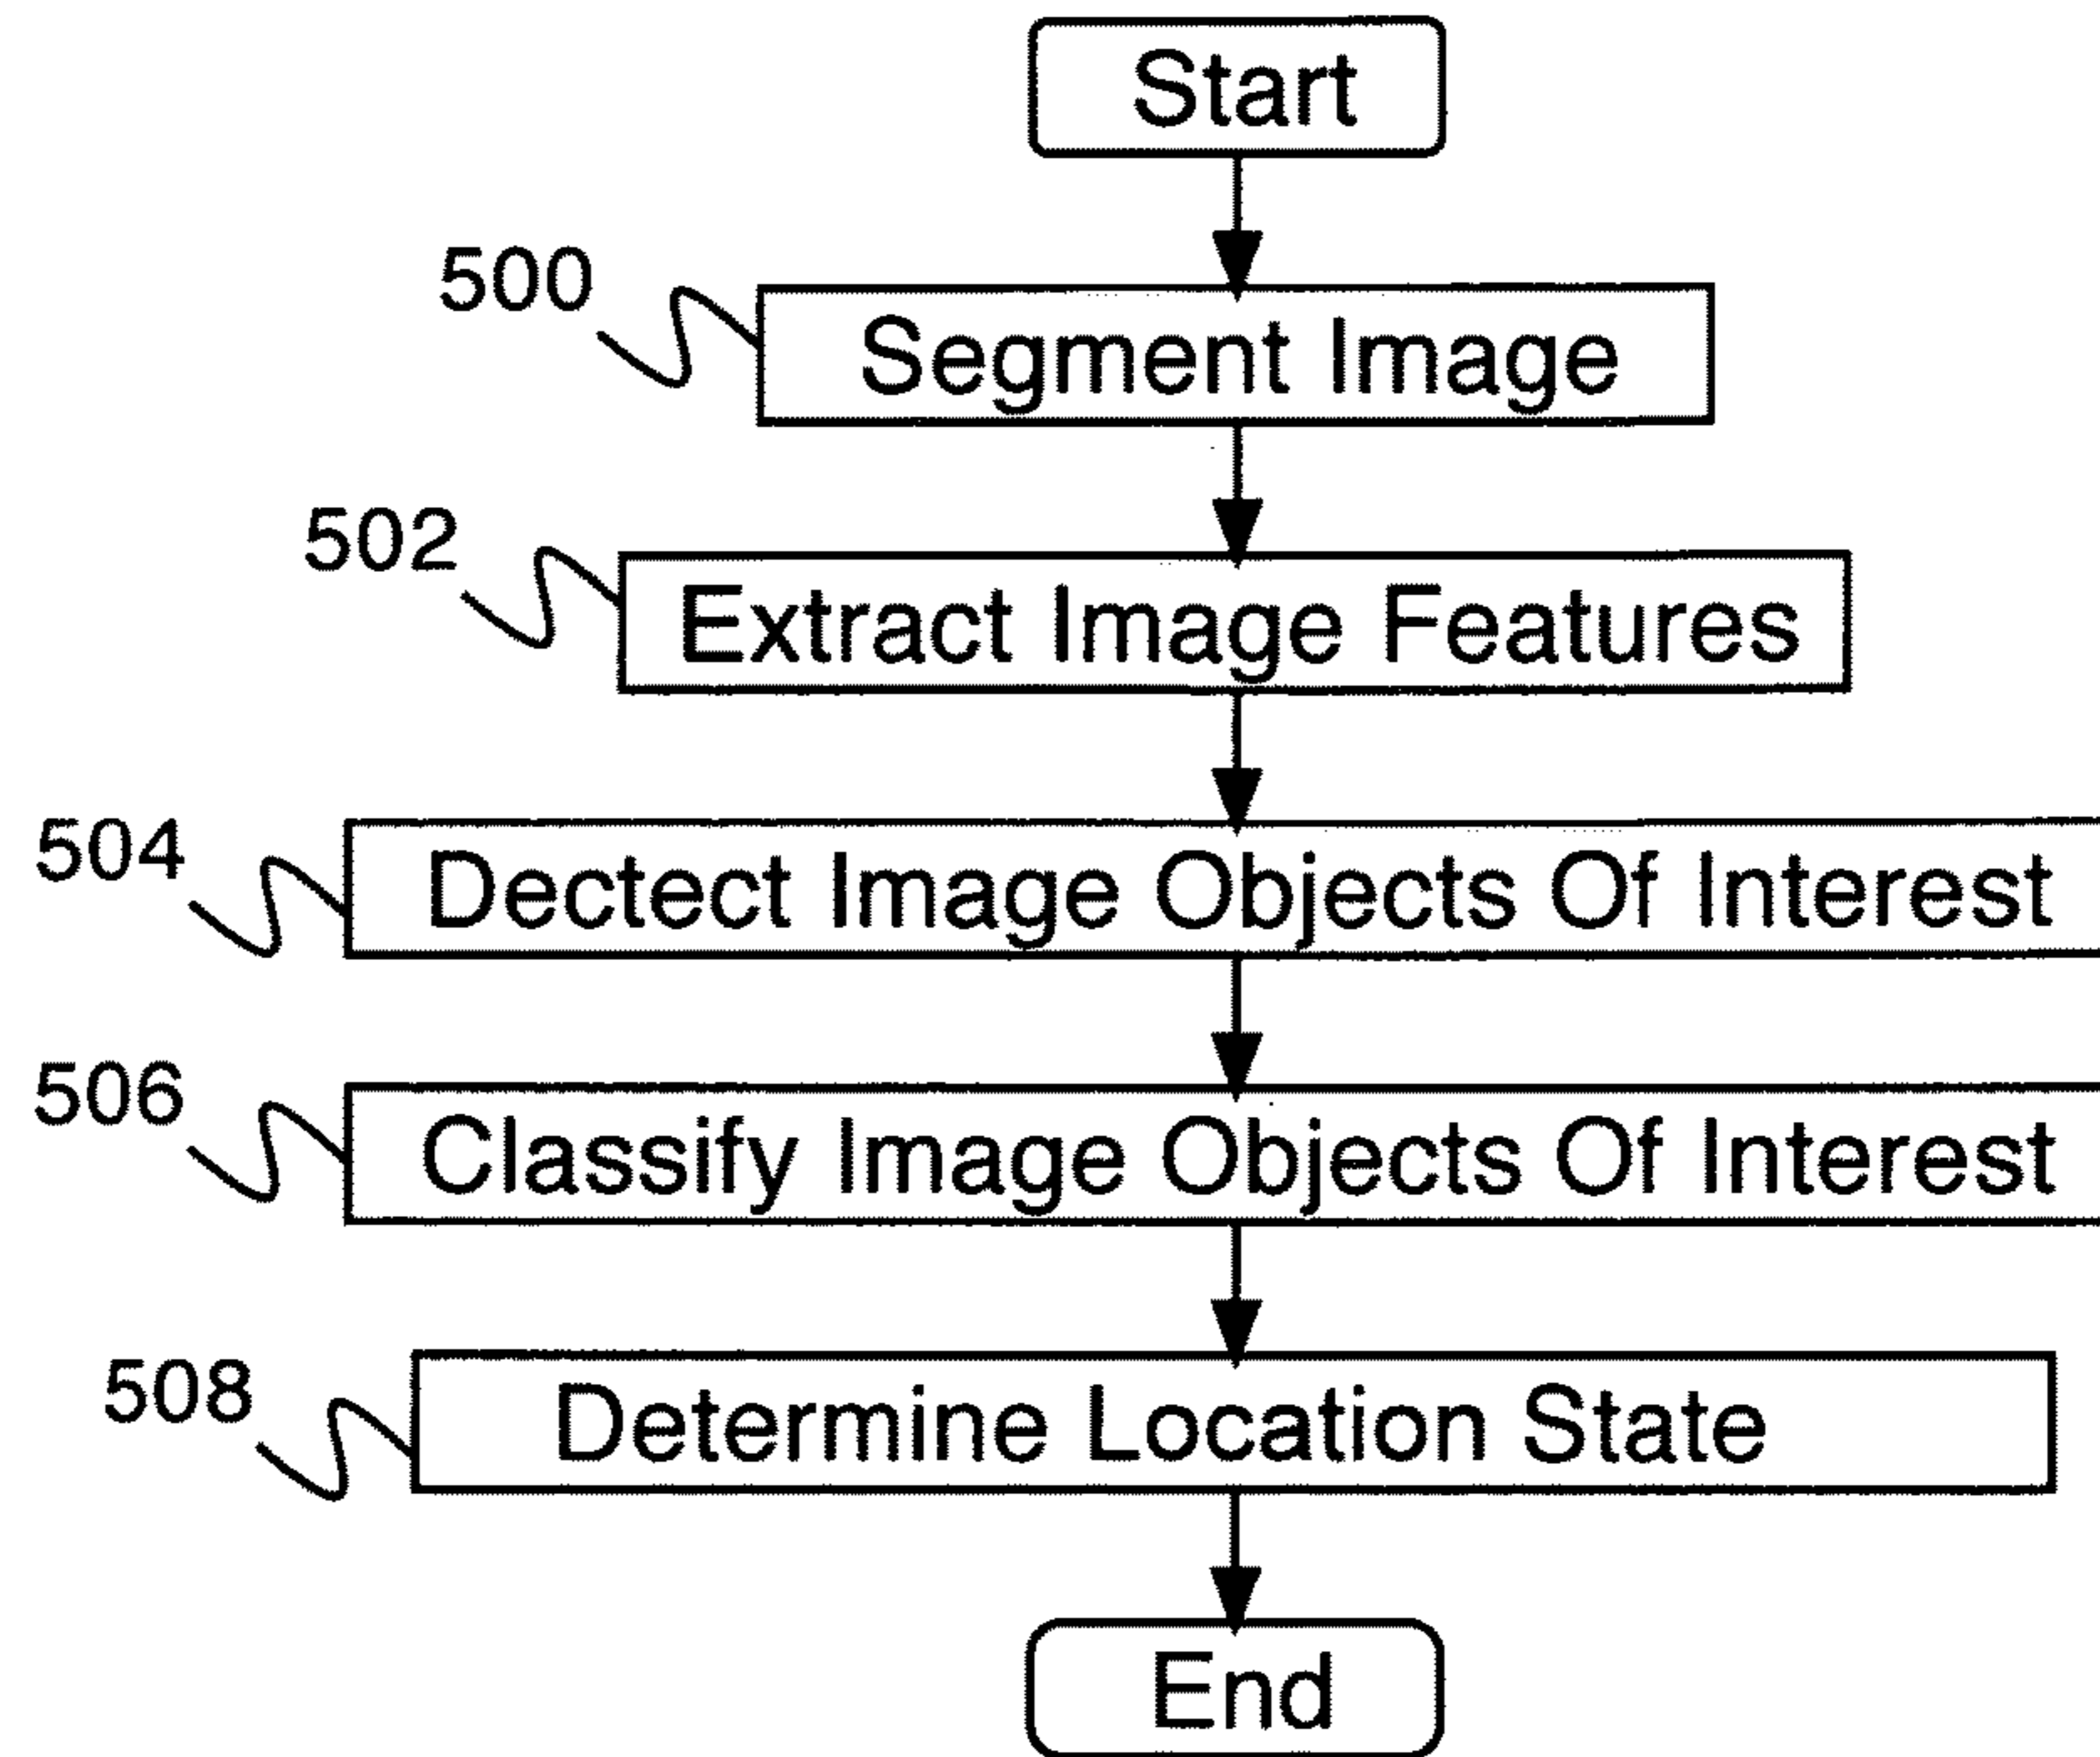 Start
500
Segment Image
502
Extract Image Features
504
Dectect Image Objects Of Interest
506
Classify Image Objects Of Interest
508
Determine Location State
End